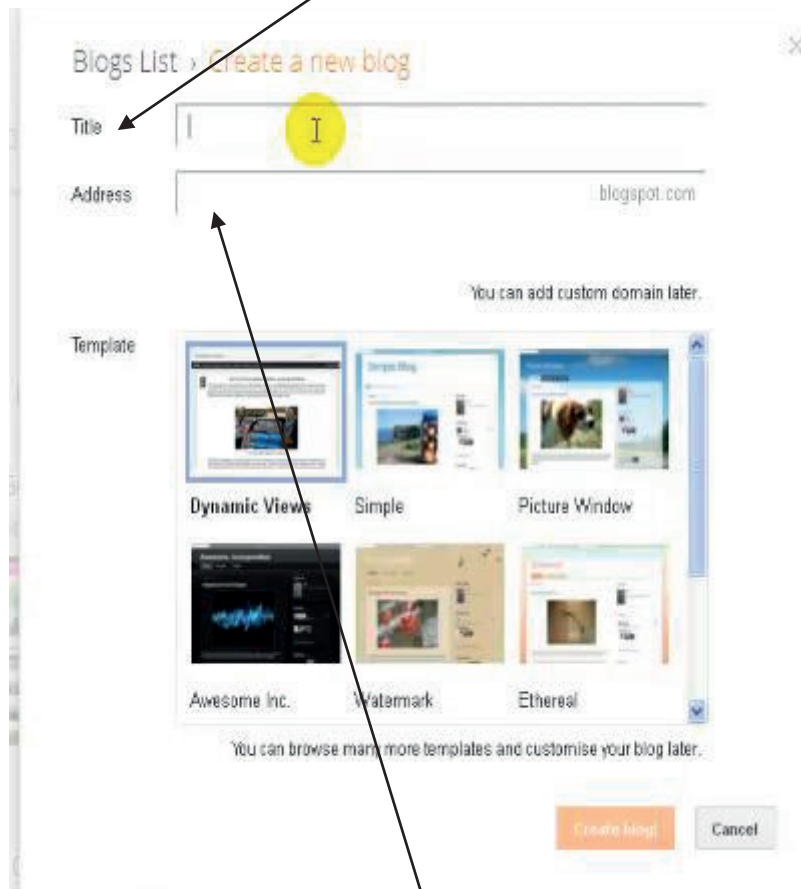 Blogs List › Create a new blog
Title
Address
.blogspot.com
You can add custom domain later.
Template
Simple Blog
Dynamic Views Simple Picture Window
Awesome Inc. Watermark Ethereal
You can browse many more templates and customise your blog later.
Create blog! Cancel